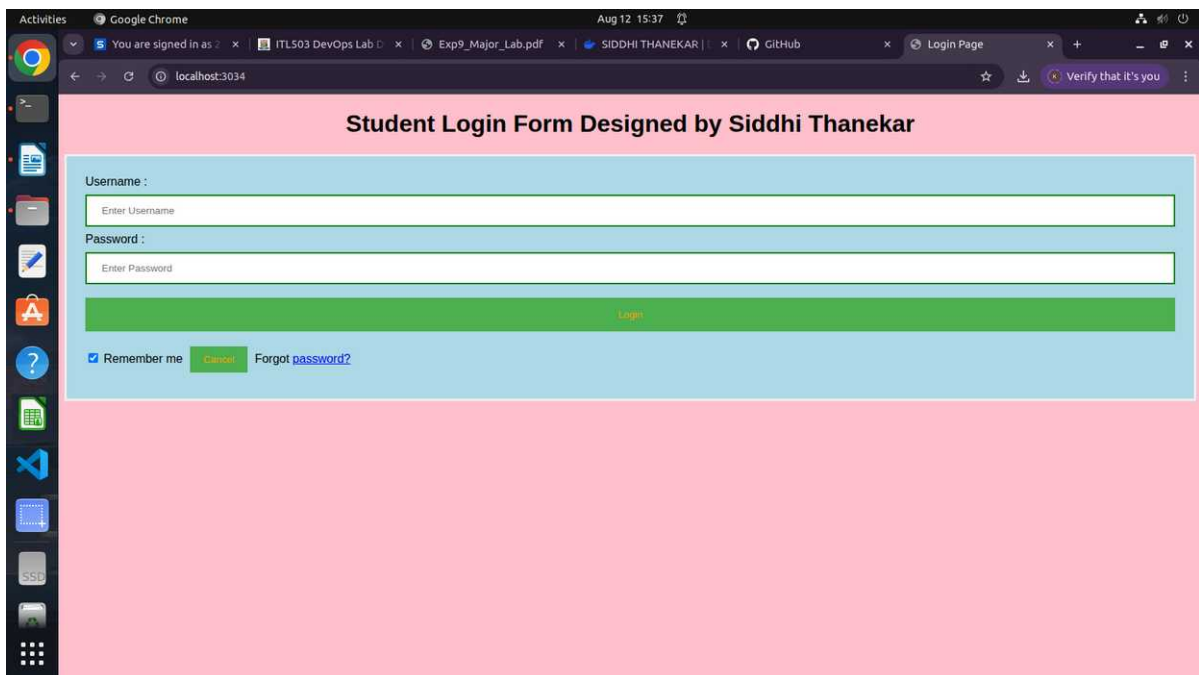 Activities Google Chrome Aug 12 15:37
You are signed in as 2 ITL503 DevOps Lab D Exp9_Major_Lab.pdf SIDDHI THANEKAR | GitHub Login Page
localhost:3034 Verify that it's you
Student Login Form Designed by Siddhi Thanekar
Username :
Enter Username
Password :
Enter Password
Login
Remember me Cancel Forgot password?
SSD